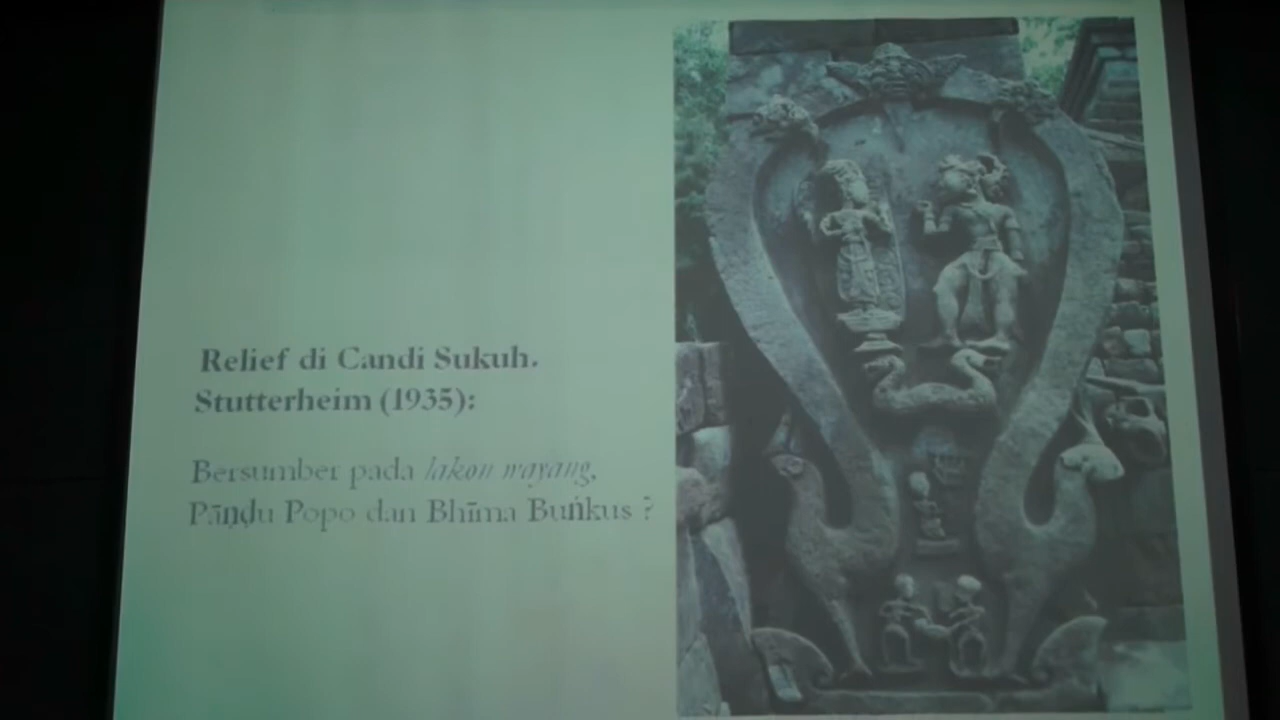 Relief di Candi Sukuh.
Stutterheim (1935):
Bersumber pada lakon wayang,
Pāṇḍu Popo dan Bhīma Buṅkus ?